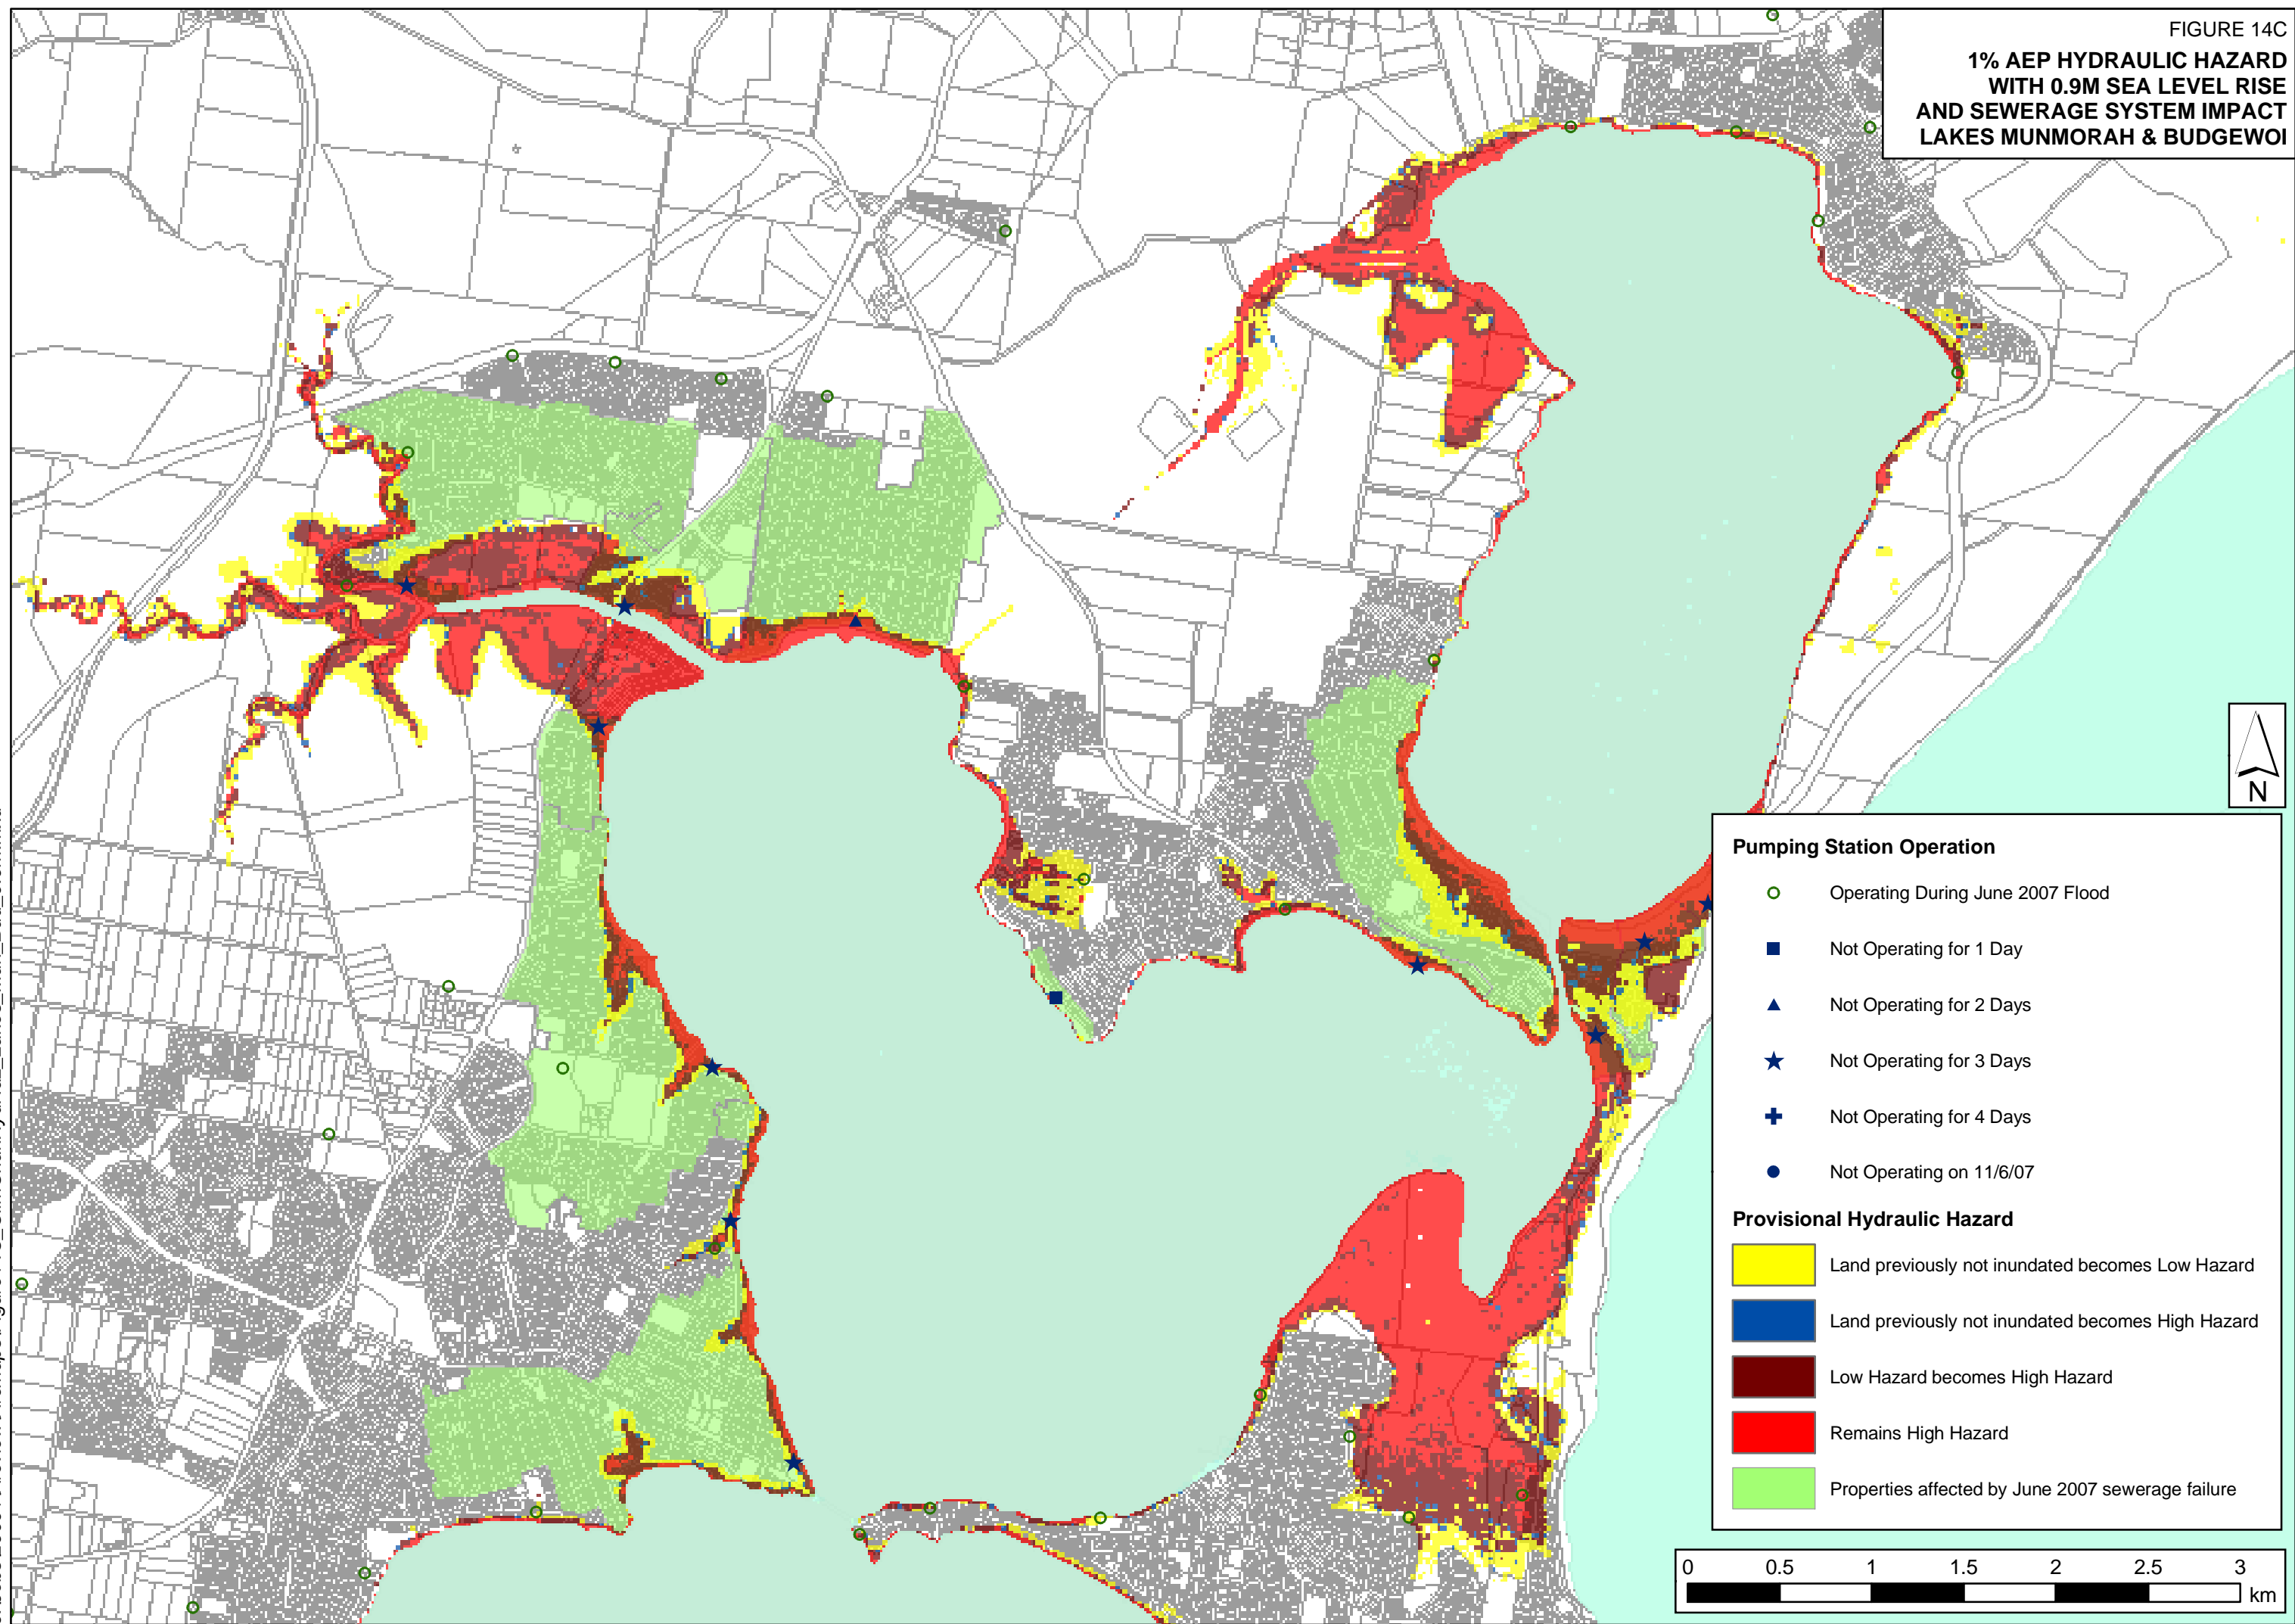 FIGURE 14C
1% AEP HYDRAULIC HAZARD
WITH 0.9M SEA LEVEL RISE
AND SEWERAGE SYSTEM IMPACT
LAKES MUNMORAH & BUDGEWOI
N
Pumping Station Operation
Operating During June 2007 Flood
Not Operating for 1 Day
Not Operating for 2 Days
Not Operating for 3 Days
Not Operating for 4 Days
Not Operating on 11/6/07
Provisional Hydraulic Hazard
Land previously not inundated becomes Low Hazard
Land previously not inundated becomes High Hazard
Low Hazard becomes High Hazard
Remains High Hazard
Properties affected by June 2007 sewerage failure
0 0.5 1 1.5 2 2.5 3
km